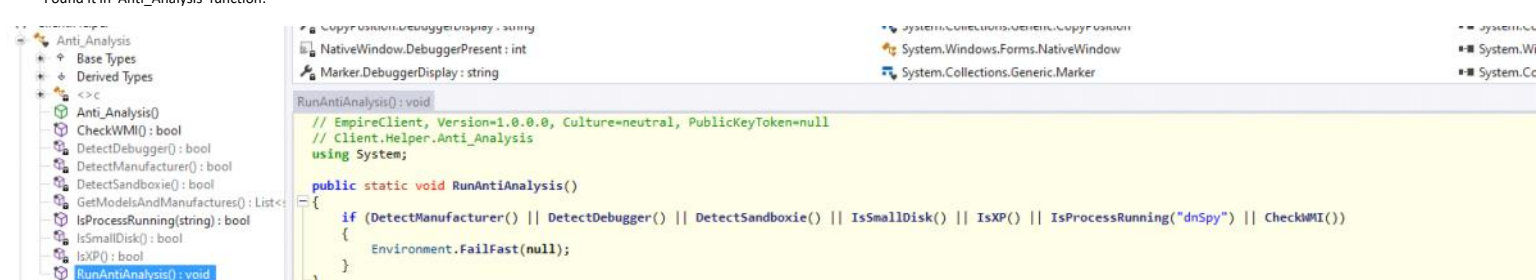 Found it in 'Anti_Analysis' function.
Anti_Analysis
Base Types
Derived Types
<>c
Anti_Analysis()
CheckWMI() : bool
DetectDebugger() : bool
DetectManufacturer() : bool
DetectSandboxie() : bool
GetModelsAndManufactures() : List<
IsProcessRunning(string) : bool
IsSmallDisk() : bool
IsXP() : bool
RunAntiAnalysis() : void
CopyPosition.DebuggerDisplay : string
System.Collections.Generic.CopyPosition
NativeWindow.DebuggerPresent : int
System.Windows.Forms.NativeWindow
System.Wi
Marker.DebuggerDisplay : string
System.Collections.Generic.Marker
System.Co
RunAntiAnalysis() : void
// EmpireClient, Version=1.0.0.0, Culture=neutral, PublicKeyToken=null
// Client.Helper.Anti_Analysis
using System;
public static void RunAntiAnalysis()
{
if (DetectManufacturer() || DetectDebugger() || DetectSandboxie() || IsSmallDisk() || IsXP() || IsProcessRunning("dnSpy") || CheckWMI())
{
Environment.FailFast(null);
}
}